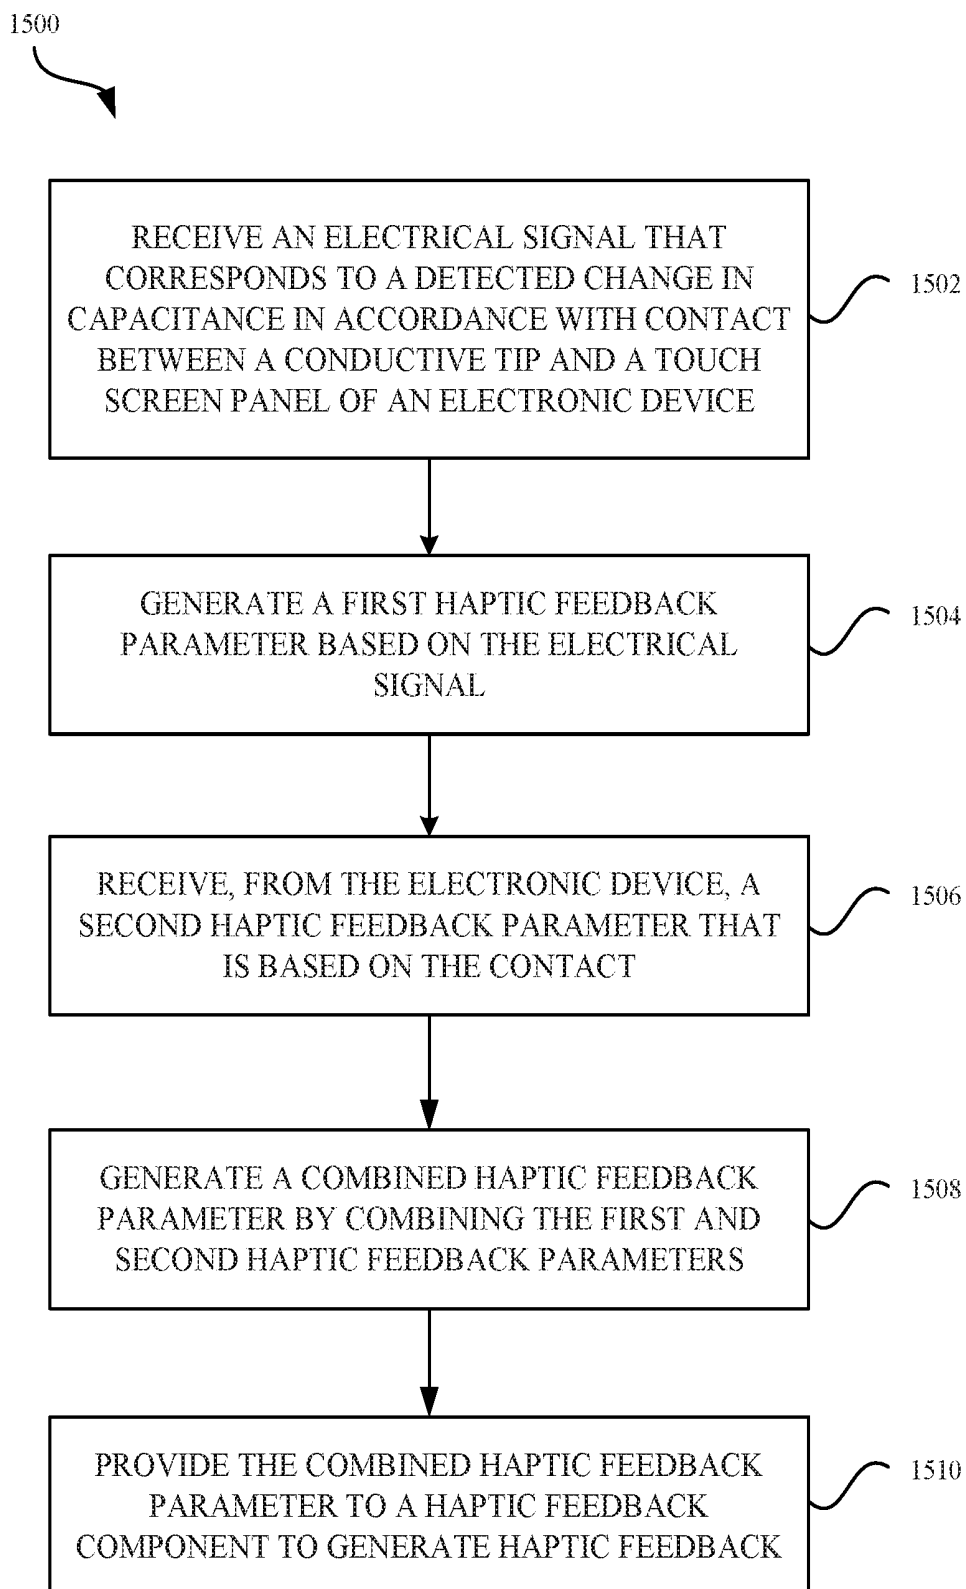 1500
RECEIVE AN ELECTRICAL SIGNAL THAT
CORRESPONDS TO A DETECTED CHANGE IN
CAPACITANCE IN ACCORDANCE WITH CONTACT
BETWEEN A CONDUCTIVE TIP AND A TOUCH
SCREEN PANEL OF AN ELECTRONIC DEVICE
1502
GENERATE A FIRST HAPTIC FEEDBACK
PARAMETER BASED ON THE ELECTRICAL
SIGNAL
1504
RECEIVE, FROM THE ELECTRONIC DEVICE, A
SECOND HAPTIC FEEDBACK PARAMETER THAT
IS BASED ON THE CONTACT
1506
GENERATE A COMBINED HAPTIC FEEDBACK
PARAMETER BY COMBINING THE FIRST AND
SECOND HAPTIC FEEDBACK PARAMETERS
1508
PROVIDE THE COMBINED HAPTIC FEEDBACK
PARAMETER TO A HAPTIC FEEDBACK
COMPONENT TO GENERATE HAPTIC FEEDBACK
1510